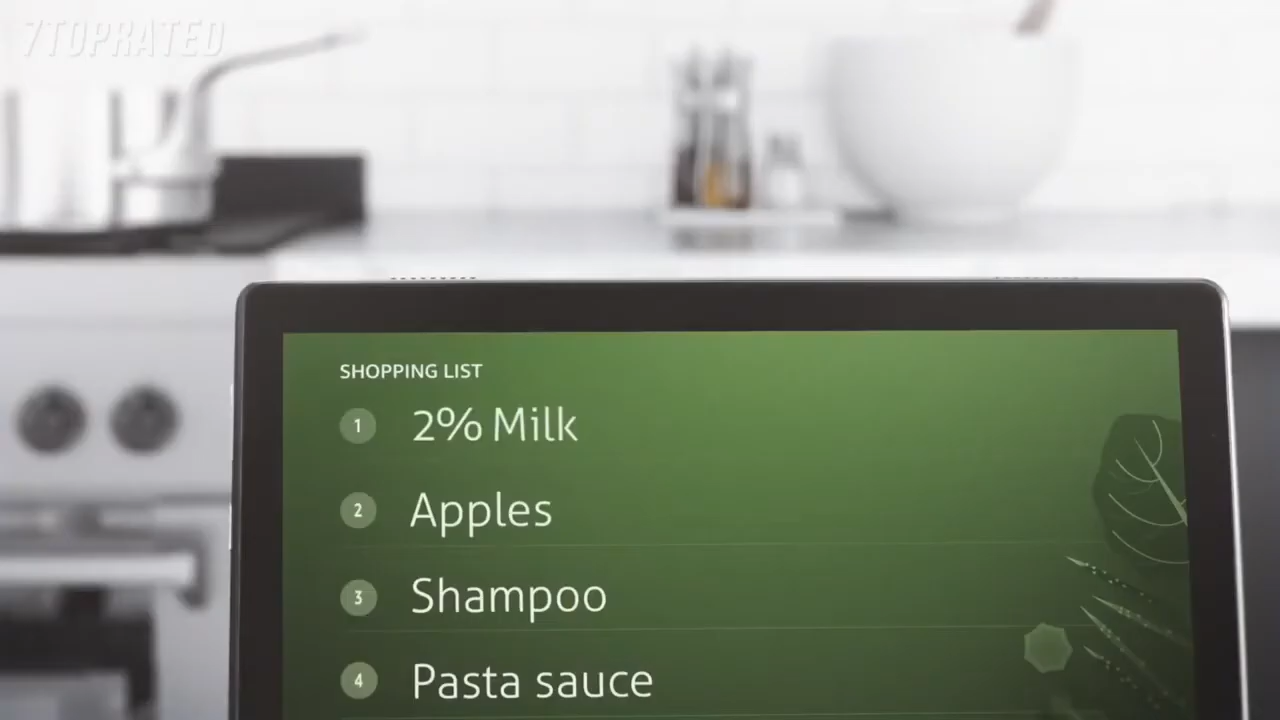 7TOPRATED
SHOPPING LIST
1 2% Milk
2 Apples
3 Shampoo
4 Pasta sauce